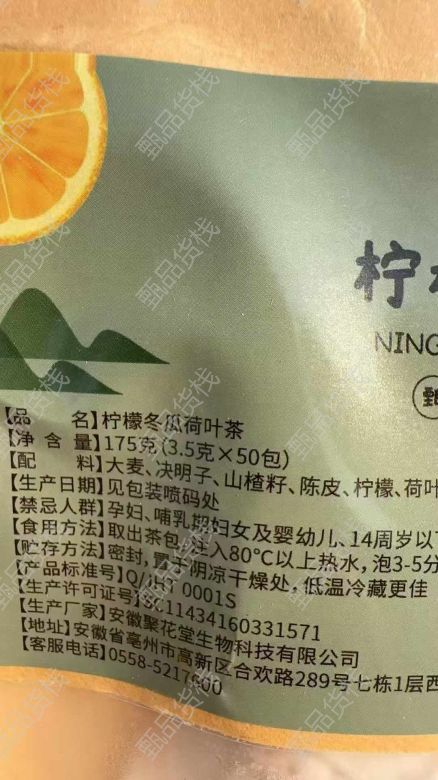 柠
NING
甄
【品 名】柠檬冬瓜荷叶茶
【净 含 量】175克(3.5克×50包)
【配 料】大麦、决明子、山楂籽、陈皮、柠檬、荷叶
【生产日期】见包装喷码处
【禁忌人群】孕妇、哺乳期妇女及婴幼儿、14周岁以下
【食用方法】取出茶包,注入80℃以上热水,泡3-5分
【贮存方法】密封,置于阴凉干燥处,低温冷藏更佳
【产品标准号】Q/JHT 0001S
【生产许可证号】SC11434160331571
【生产厂家】安徽聚花堂生物科技有限公司
【地址】安徽省亳州市高新区合欢路289号七栋1层西
【客服电话】0558-5217600
甄品货栈